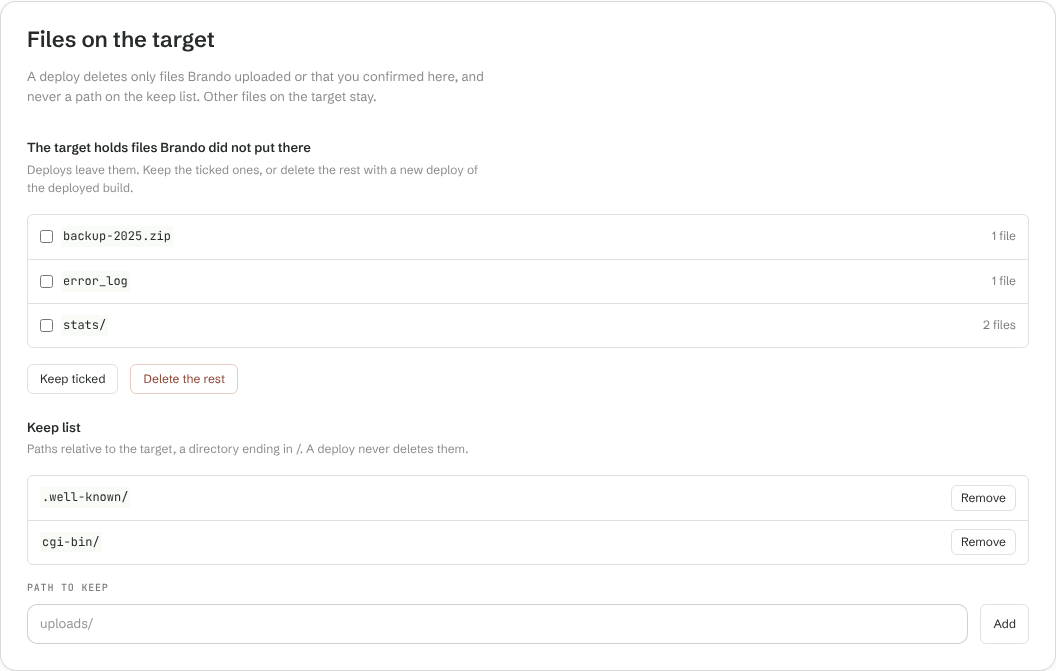 Files on the target
A deploy deletes only files Brando uploaded or that you confirmed here, and
never a path on the keep list. Other files on the target stay.
The target holds files Brando did not put there
Deploys leave them. Keep the ticked ones, or delete the rest with a new deploy of
the deployed build.
backup-2025.zip 1 file
error_log 1 file
stats/ 2 files
Keep ticked Delete the rest
Keep list
Paths relative to the target, a directory ending in /. A deploy never deletes them.
.well-known/ Remove
cgi-bin/ Remove
PATH TO KEEP
uploads/ Add